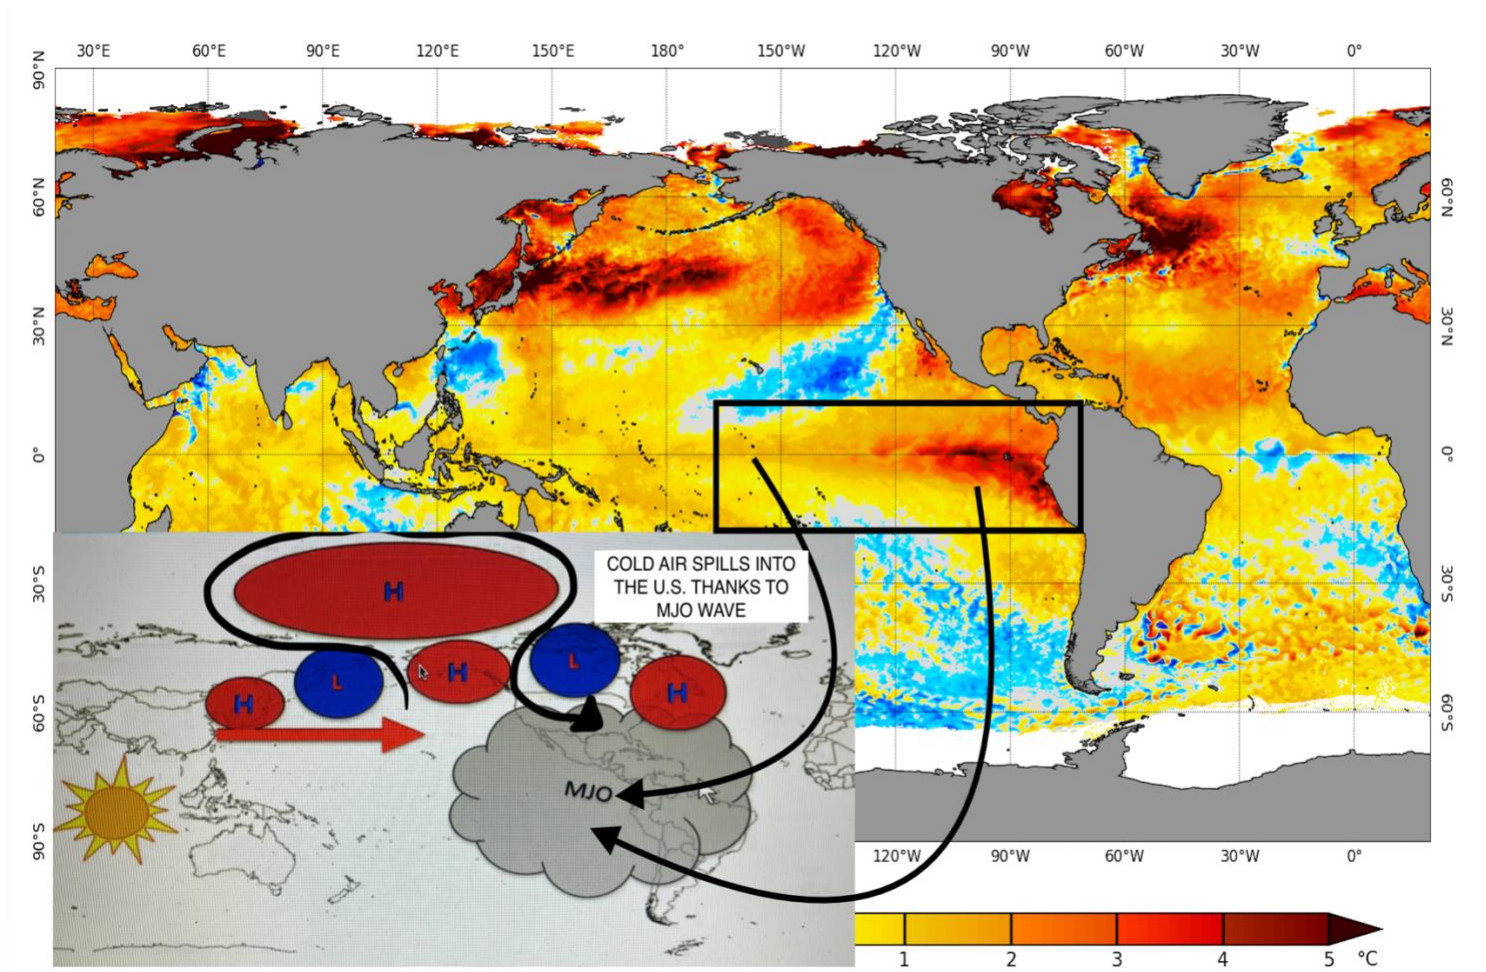 30°E 60°E 90°E 120°E 150°E 180° 150°W 120°W 90°W 60°W 30°W 0°
90°N
60°N 60°N
30°N 30°N
0° 0°
30°S 30°S
60°S 60°S
90°S
COLD AIR SPILLS INTO
THE U.S. THANKS TO
MJO WAVE
H
H L H L H
MJO
120°W 90°W 60°W 30°W 0°
1 2 3 4 5 °C